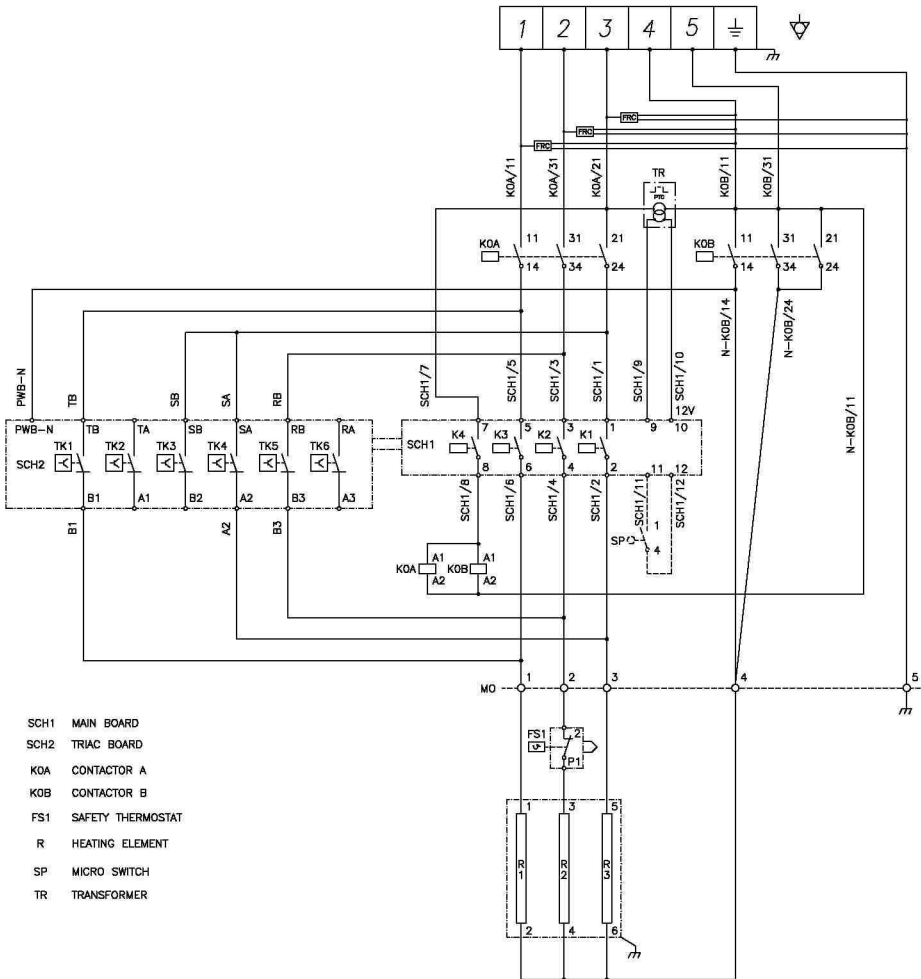 1 2 3 4 5
FRC
FRC
FRC
K0A/11 K0A/31 K0A/21 TR K0B/11 K0B/31
PTC
K0A 11 31 21 K0B 11 31 21
14 34 24 14 34 24
N-K0B/14 N-K0B/24
PWB-N TB SB SA RB SCH1/7 SCH1/5 SCH1/3 SCH1/1 SCH1/9 SCH1/10 N-K0B/11
12V
PWB-N TB TA SB SA RB RA 7 5 3 1 9 10
TK1 TK2 TK3 TK4 TK5 TK6 K4 K3 K2 K1
SCH2 SCH1
B1 A1 B2 A2 B3 A3 8 6 4 2 11 12
B1 A2 B3 SCH1/8 SCH1/6 SCH1/4 SCH1/2 SCH1/11 SCH1/12
1
SP
4
A1 A1
K0A K0B
A2 A2
1 2 3 4 5
MO
SCH1 MAIN BOARD
SCH2 TRIAC BOARD
K0A CONTACTOR A
K0B CONTACTOR B
FS1 SAFETY THERMOSTAT
R HEATING ELEMENT
SP MICRO SWITCH
TR TRANSFORMER
FS1 2
P1
1 3 5
R1 R2 R3
2 4 6